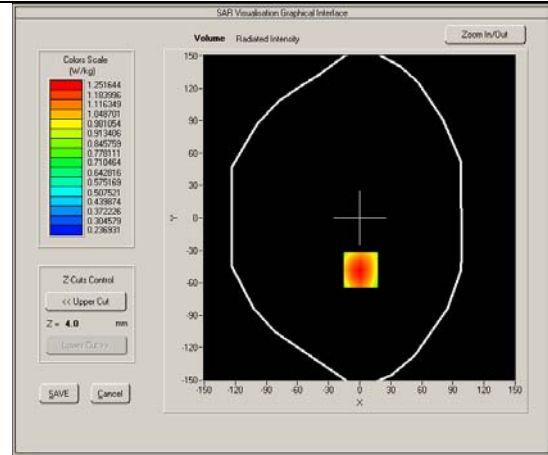 SAR Visualisation Graphical Interface
Volume Radiated Intensity
Zoom In/Out
Colors Scale
(W/kg)
1.251644
1.183996
1.116349
1.048701
0.981054
0.913406
0.845759
0.778111
0.710464
0.642816
0.575169
0.507521
0.439874
0.372226
0.304579
0.236931
Z-Cuts Control
<< Upper Cut
Z = 4.0 mm
Lower Cut >>
SAVE Cancel
150
120
90
60
30
0
-30
-60
-90
-120
-150
Y
-150 -120 -90 -60 -30 0 30 60 90 120 150
X